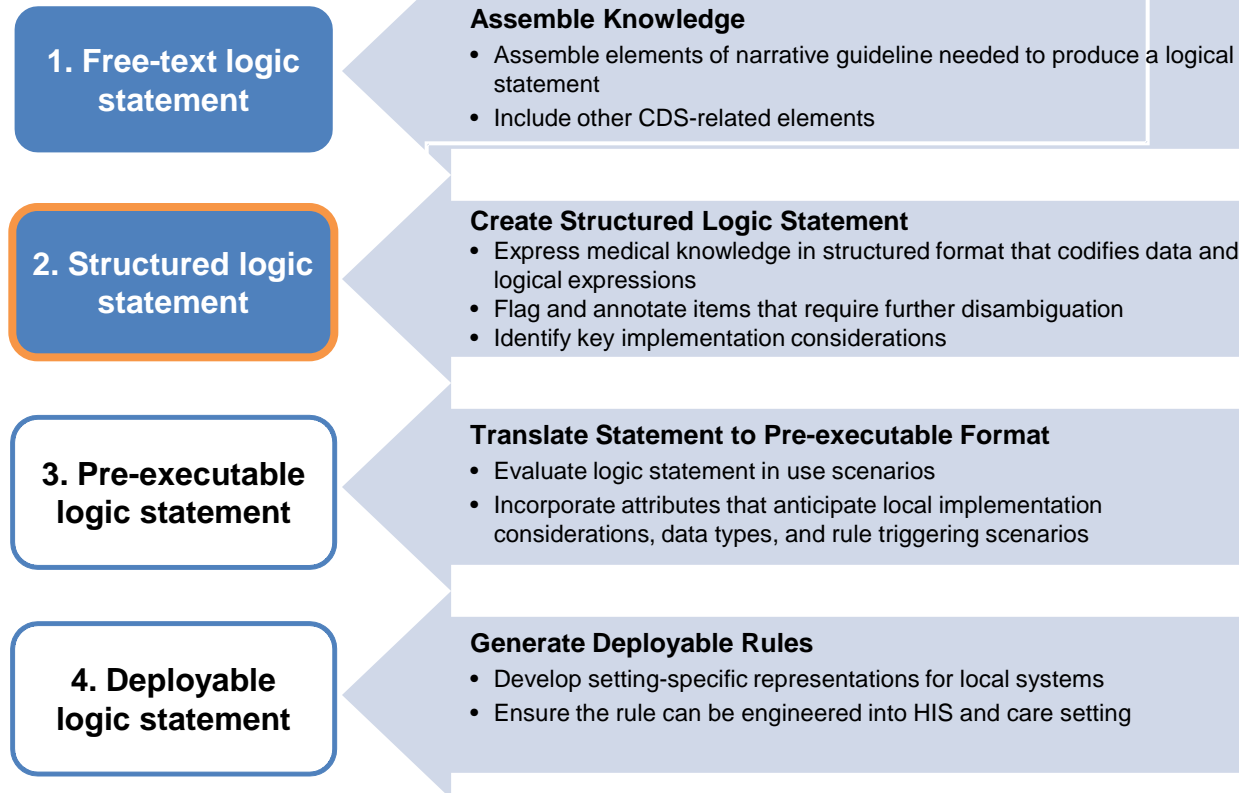 1. Free-text logic
statement
Assemble Knowledge
• Assemble elements of narrative guideline needed to produce a logical
statement
• Include other CDS-related elements
2. Structured logic
statement
Create Structured Logic Statement
• Express medical knowledge in structured format that codifies data and
logical expressions
• Flag and annotate items that require further disambiguation
• Identify key implementation considerations
3. Pre-executable
logic statement
Translate Statement to Pre-executable Format
• Evaluate logic statement in use scenarios
• Incorporate attributes that anticipate local implementation
considerations, data types, and rule triggering scenarios
4. Deployable
logic statement
Generate Deployable Rules
• Develop setting-specific representations for local systems
• Ensure the rule can be engineered into HIS and care setting